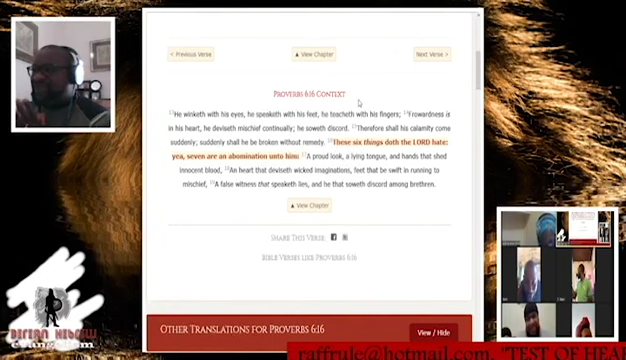 < Previous Verse
▲ View Chapter
Next Verse >
Proverbs 6:16 Context
13He winketh with his eyes, he speaketh with his feet, he teacheth with his fingers; 14Frowardness is
in his heart, he deviseth mischief continually; he soweth discord. 15Therefore shall his calamity come
suddenly; suddenly shall he be broken without remedy. 16These six things doth the LORD hate:
yea, seven are an abomination unto him: 17A proud look, a lying tongue, and hands that shed
innocent blood, 18An heart that deviseth wicked imaginations, feet that be swift in running to
mischief, 19A false witness that speaketh lies, and he that soweth discord among brethren.
▲ View Chapter
Share This Verse:
Bible Verses Like Proverbs 6:16
Other Translations for Proverbs 6:16
View / Hide
Berean Hebrew
raffrule@hotmail.com, "TEST OF HEA